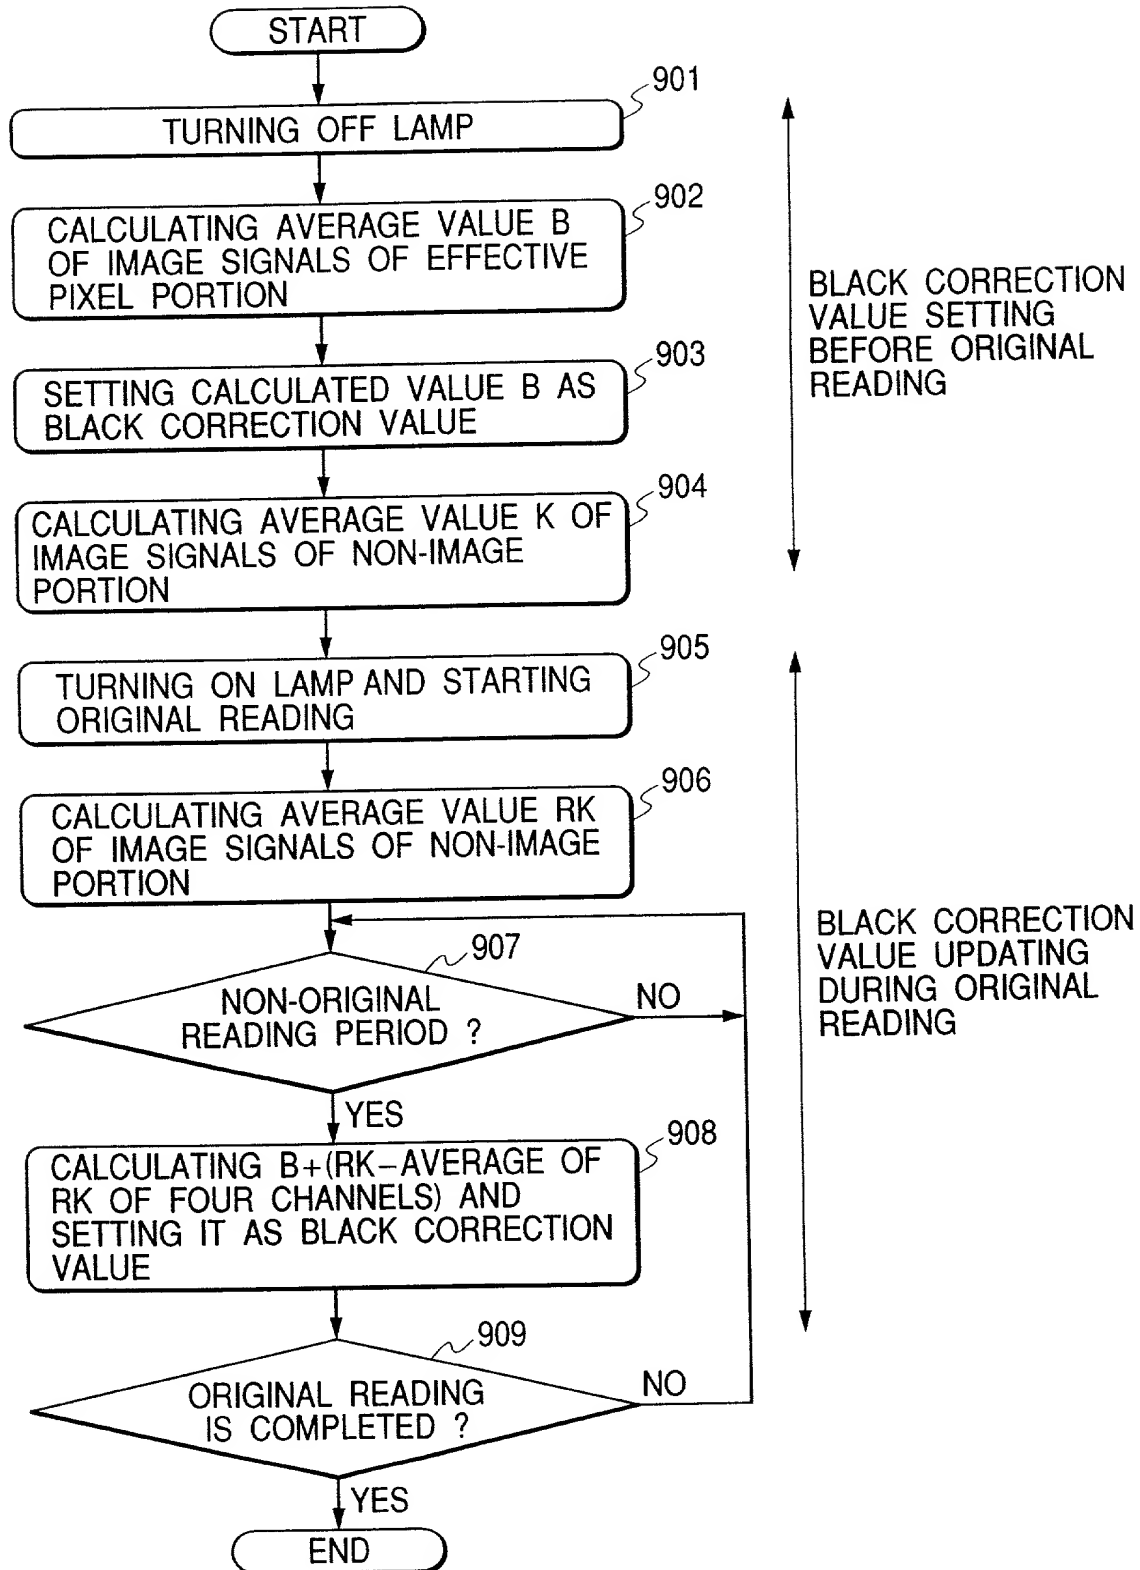 START
901
TURNING OFF LAMP
902
CALCULATING AVERAGE VALUE B
OF IMAGE SIGNALS OF EFFECTIVE
PIXEL PORTION
903
SETTING CALCULATED VALUE B AS
BLACK CORRECTION VALUE
904
CALCULATING AVERAGE VALUE K OF
IMAGE SIGNALS OF NON-IMAGE
PORTION
BLACK CORRECTION
VALUE SETTING
BEFORE ORIGINAL
READING
905
TURNING ON LAMP AND STARTING
ORIGINAL READING
906
CALCULATING AVERAGE VALUE RK
OF IMAGE SIGNALS OF NON-IMAGE
PORTION
907
NON-ORIGINAL
READING PERIOD ?
NO
YES
908
CALCULATING B+(RK–AVERAGE OF
RK OF FOUR CHANNELS) AND
SETTING IT AS BLACK CORRECTION
VALUE
BLACK CORRECTION
VALUE UPDATING
DURING ORIGINAL
READING
909
ORIGINAL READING
IS COMPLETED ?
NO
YES
END